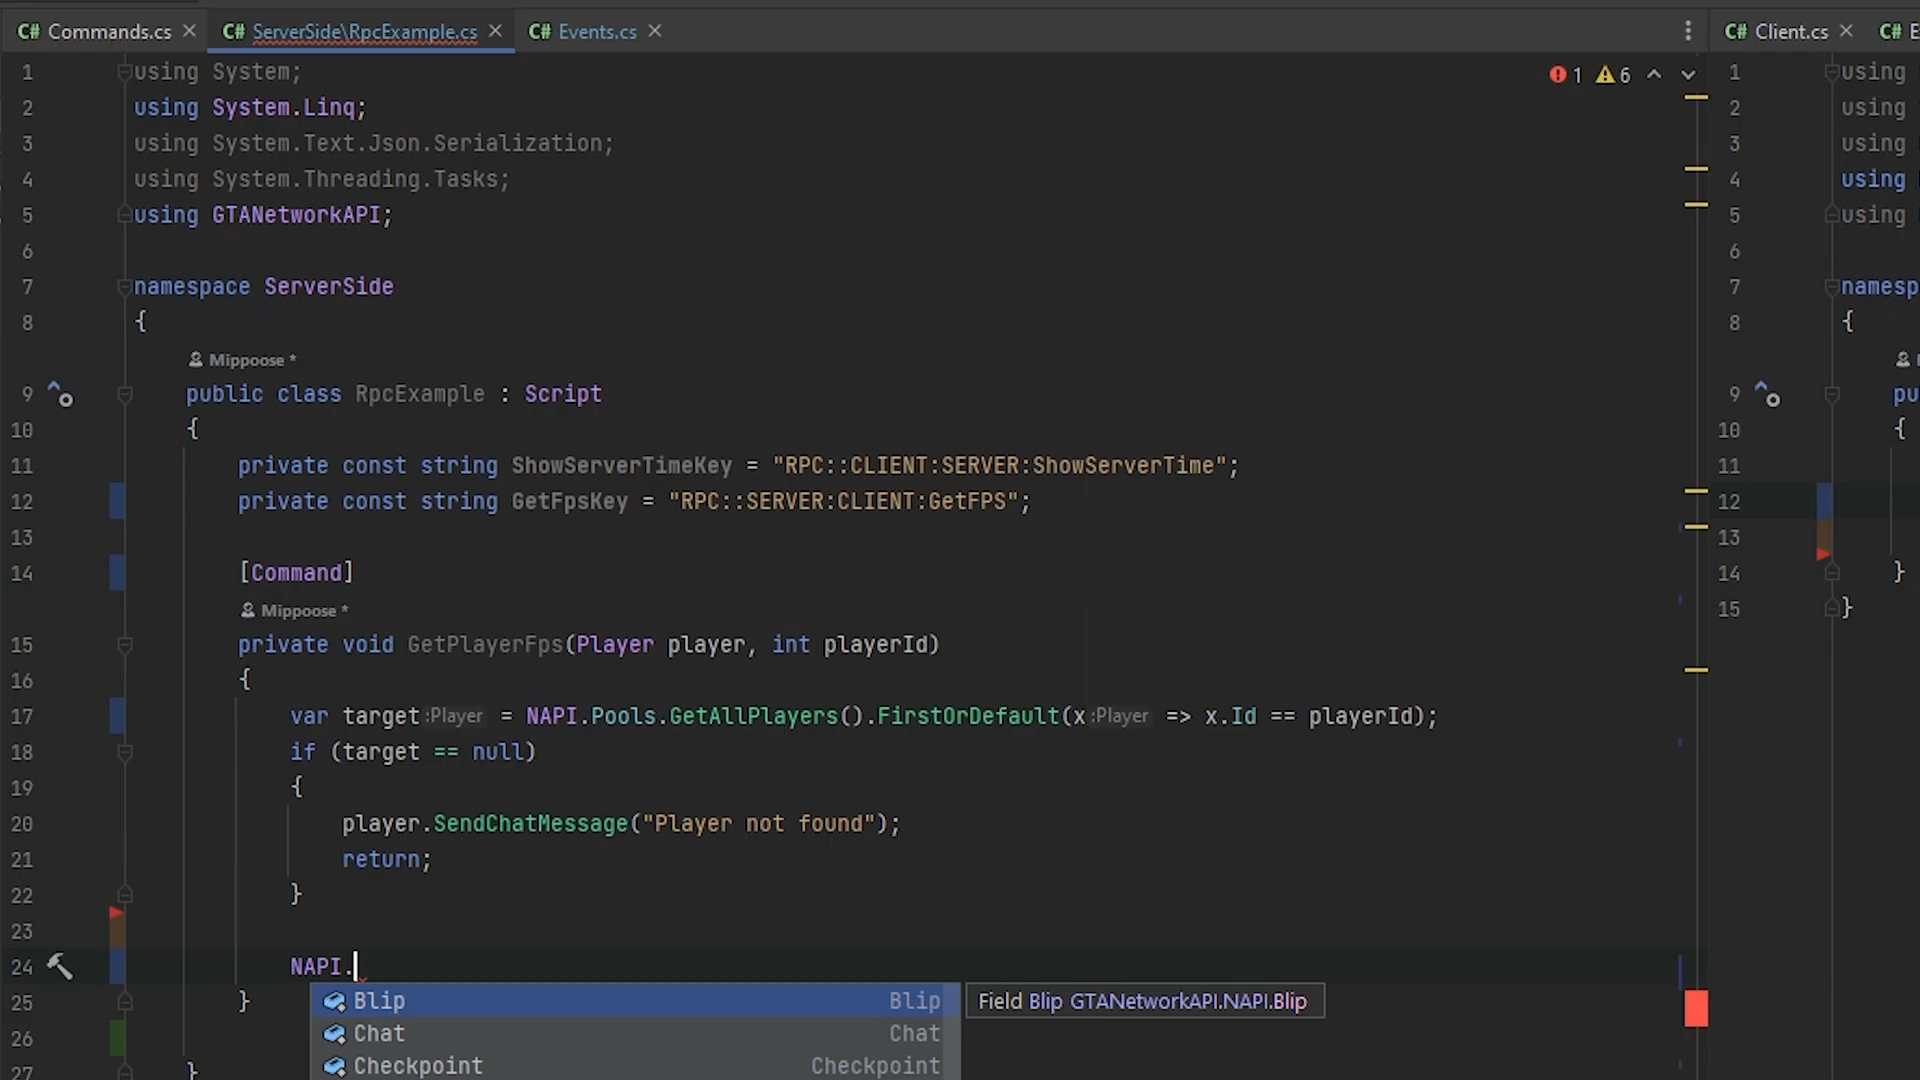 C# Commands.cs
C# ServerSide\RpcExample.cs
C# Events.cs
C# Client.cs
C#
1 6
1 using System;
2 using System.Linq;
3 using System.Text.Json.Serialization;
4 using System.Threading.Tasks;
5 using GTANetworkAPI;
6
7 namespace ServerSide
8 {
Mippoose *
9 public class RpcExample : Script
10 {
11 private const string ShowServerTimeKey = "RPC::CLIENT:SERVER:ShowServerTime";
12 private const string GetFpsKey = "RPC::SERVER:CLIENT:GetFPS";
13
14 [Command]
Mippoose *
15 private void GetPlayerFps(Player player, int playerId)
16 {
17 var target :Player = NAPI.Pools.GetAllPlayers().FirstOrDefault(x :Player => x.Id == playerId);
18 if (target == null)
19 {
20 player.SendChatMessage("Player not found");
21 return;
22 }
23
24 NAPI.
25 }
26
27 }
Blip Blip
Chat Chat
Checkpoint Checkpoint
Field Blip GTANetworkAPI.NAPI.Blip
1 using
2 using
3 using
4 using
5 using
6
7 namesp
8 {
9 pu
10 {
11
12
13
14 }
15 }